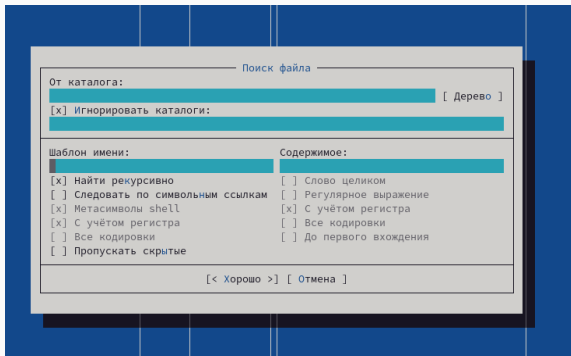 Поиск файла
От каталога:
[ Дерево ]
[x] Игнорировать каталоги:
Шаблон имени: Содержимое:
[x] Найти рекурсивно [ ] Слово целиком
[ ] Следовать по символьным ссылкам [ ] Регулярное выражение
[x] Метасимволы shell [x] С учётом регистра
[x] С учётом регистра [ ] Все кодировки
[ ] Все кодировки [ ] До первого вхождения
[ ] Пропускать скрытые
[< Хорошо >] [ Отмена ]